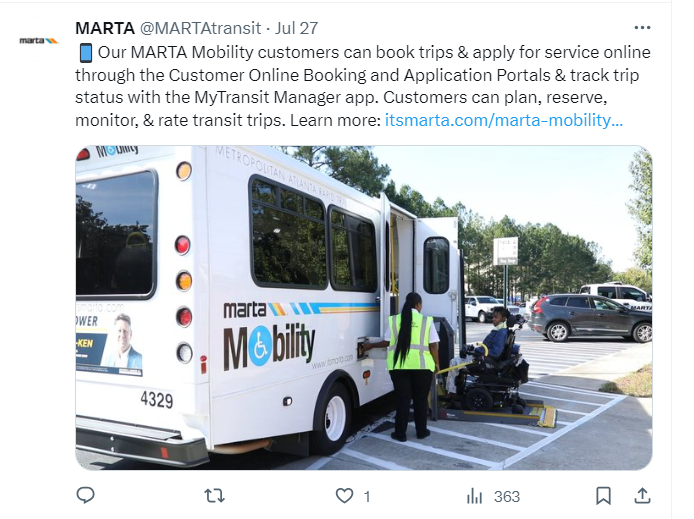 marta
MARTA @MARTAtransit · Jul 27
Our MARTA Mobility customers can book trips & apply for service online
through the Customer Online Booking and Application Portals & track trip
status with the MyTransit Manager app. Customers can plan, reserve,
monitor, & rate transit trips. Learn more: itsmarta.com/marta-mobility...
Mobility
METROPOLITAN ATLANTA RAPID
marta
Mobility
OWER
-KEN
4329
MARTA
1
363